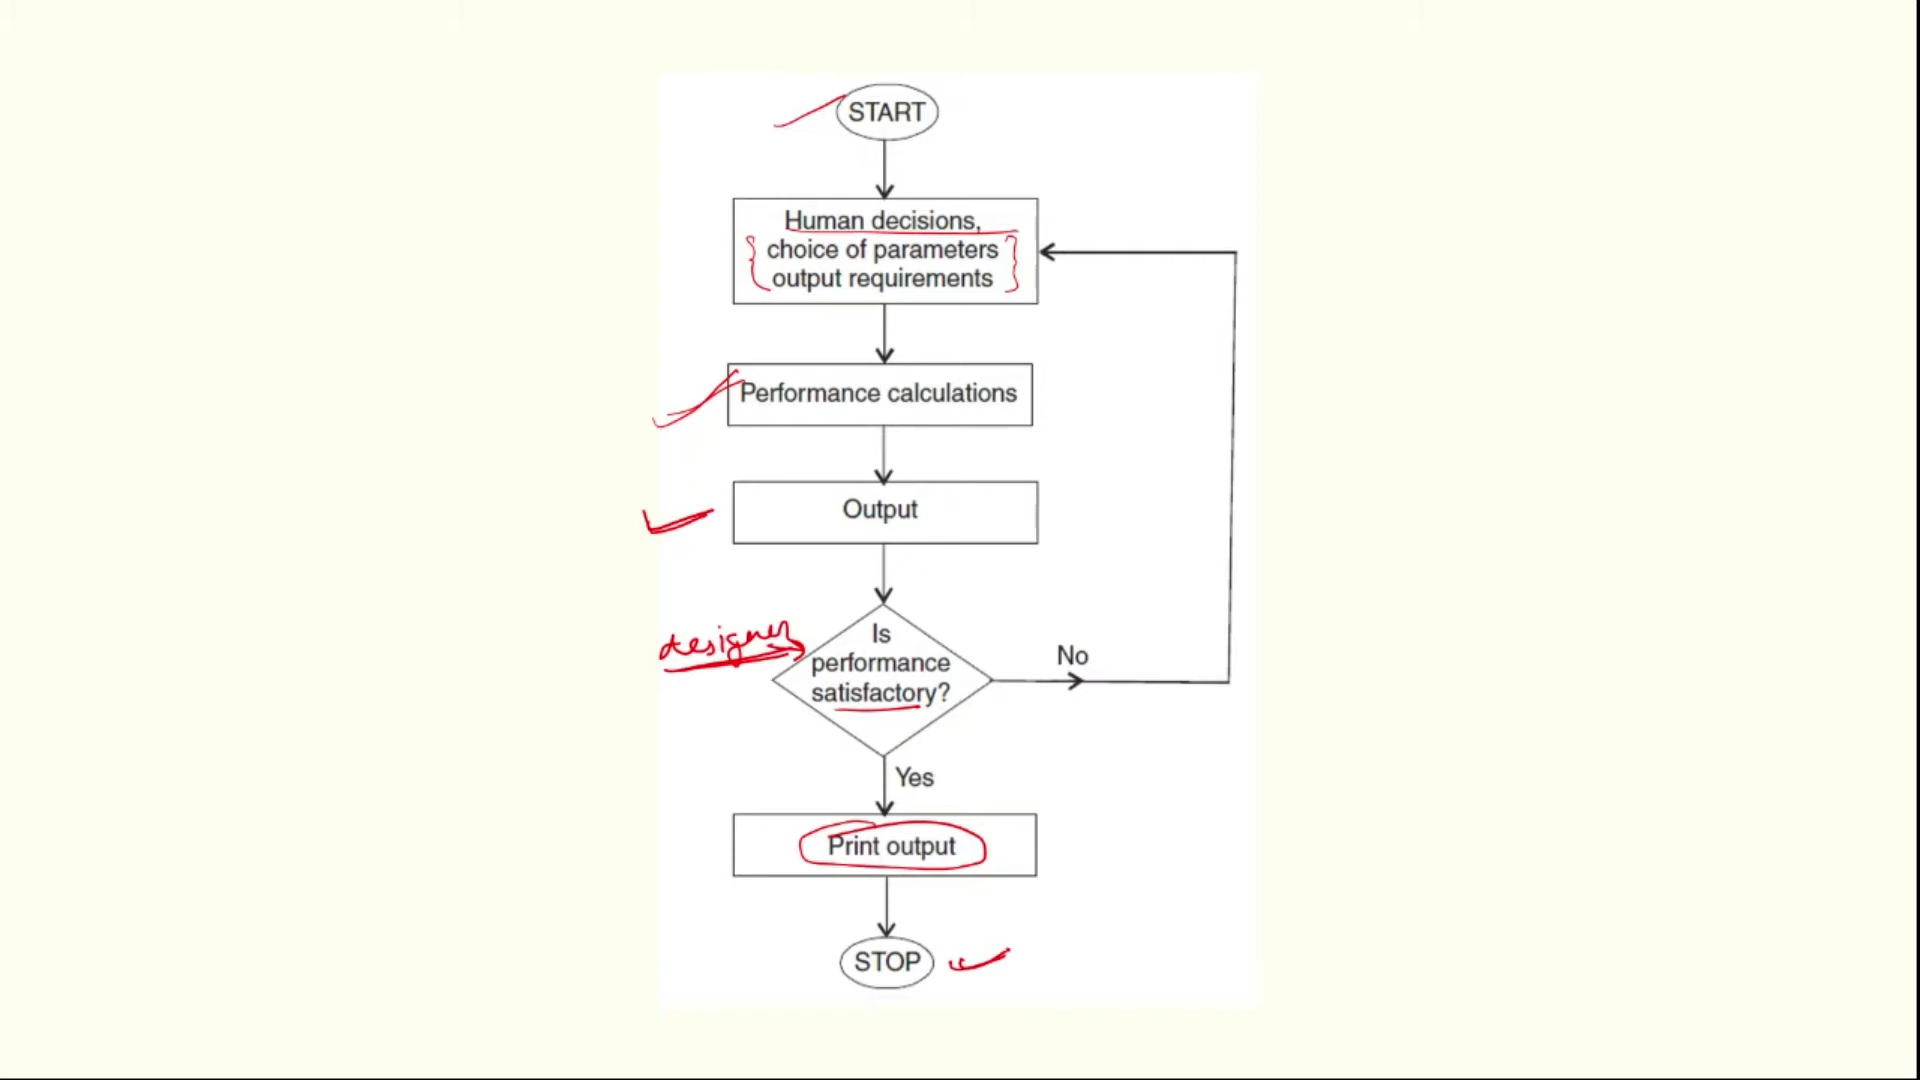 START
Human decisions,
choice of parameters
output requirements
Performance calculations
Output
designer
Is
performance
satisfactory?
No
Yes
Print output
STOP